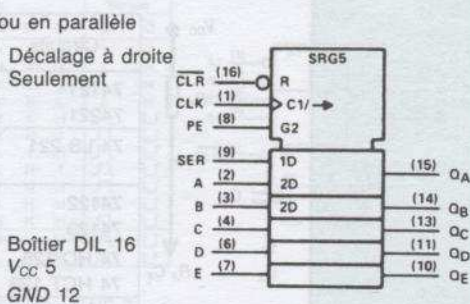 ou en parallèle
Décalage à droite
Seulement
SRG5
CLR (16) R
CLK (1) C1/→
PE (8) G2
SER (9) 1D (15) QA
A (2) 2D
B (3) 2D (14) QB
C (4) (13) QC
D (6) (11) QD
E (7) (10) QE
Boîtier DIL 16
VCC 5
GND 12